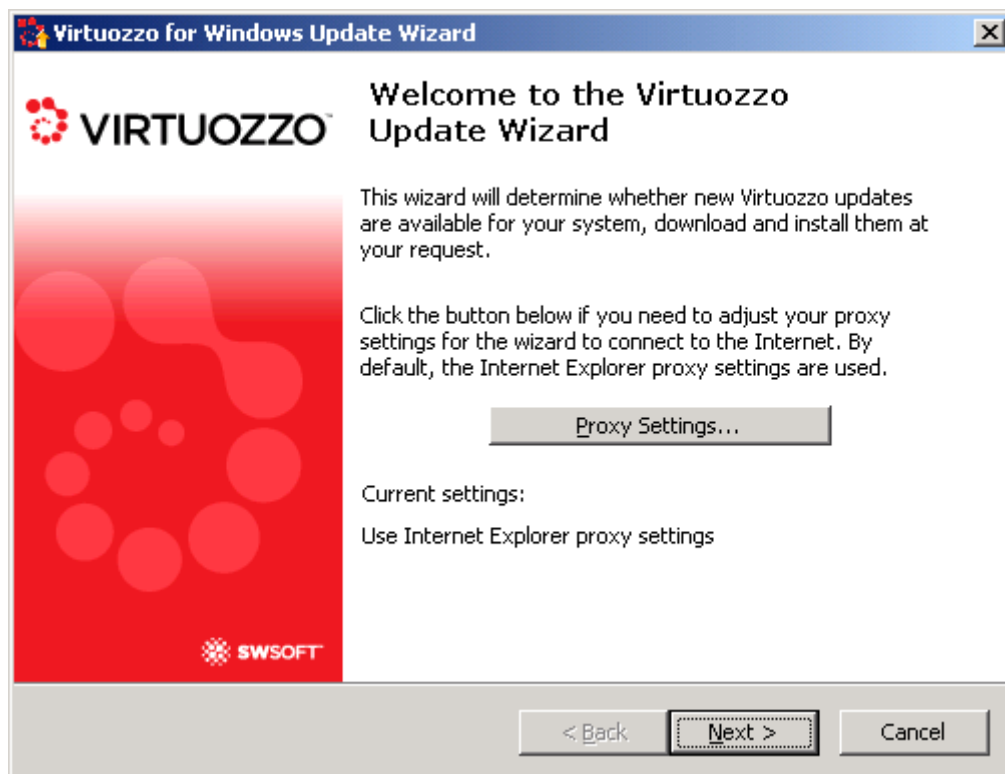 Virtuozzo for Windows Update Wizard
VIRTUOZZO™
Welcome to the Virtuozzo
Update Wizard
This wizard will determine whether new Virtuozzo updates
are available for your system, download and install them at
your request.
Click the button below if you need to adjust your proxy
settings for the wizard to connect to the Internet. By
default, the Internet Explorer proxy settings are used.
Proxy Settings...
Current settings:
Use Internet Explorer proxy settings
SWSOFT™
< Back
Next >
Cancel